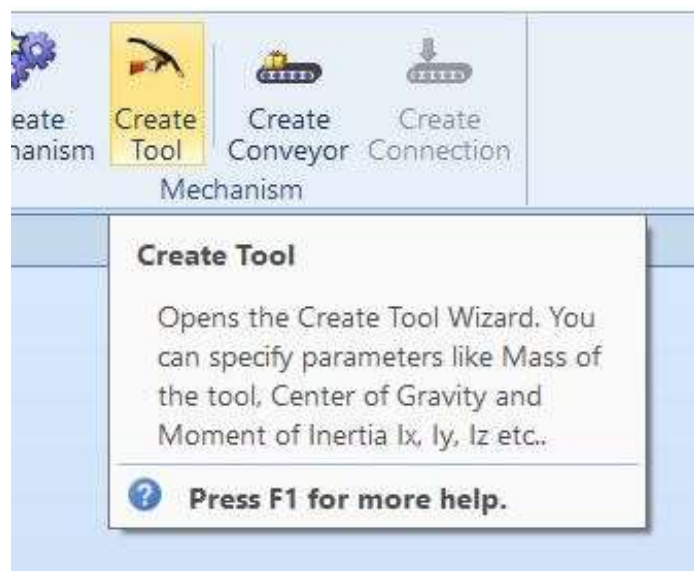 eate Create Create Create
hanism Tool Conveyor Connection
Mechanism
Create Tool
Opens the Create Tool Wizard. You
can specify parameters like Mass of
the tool, Center of Gravity and
Moment of Inertia Ix, Iy, Iz etc..
Press F1 for more help.